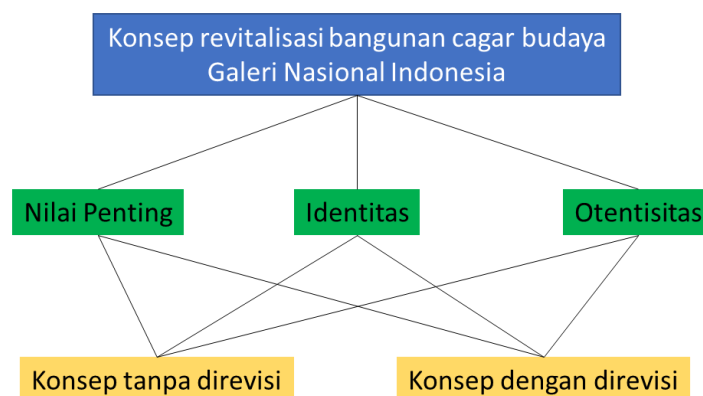 Konsep revitalisasi bangunan cagar budaya
Galeri Nasional Indonesia
Nilai Penting
Identitas
Otentisitas
Konsep tanpa direvisi
Konsep dengan direvisi